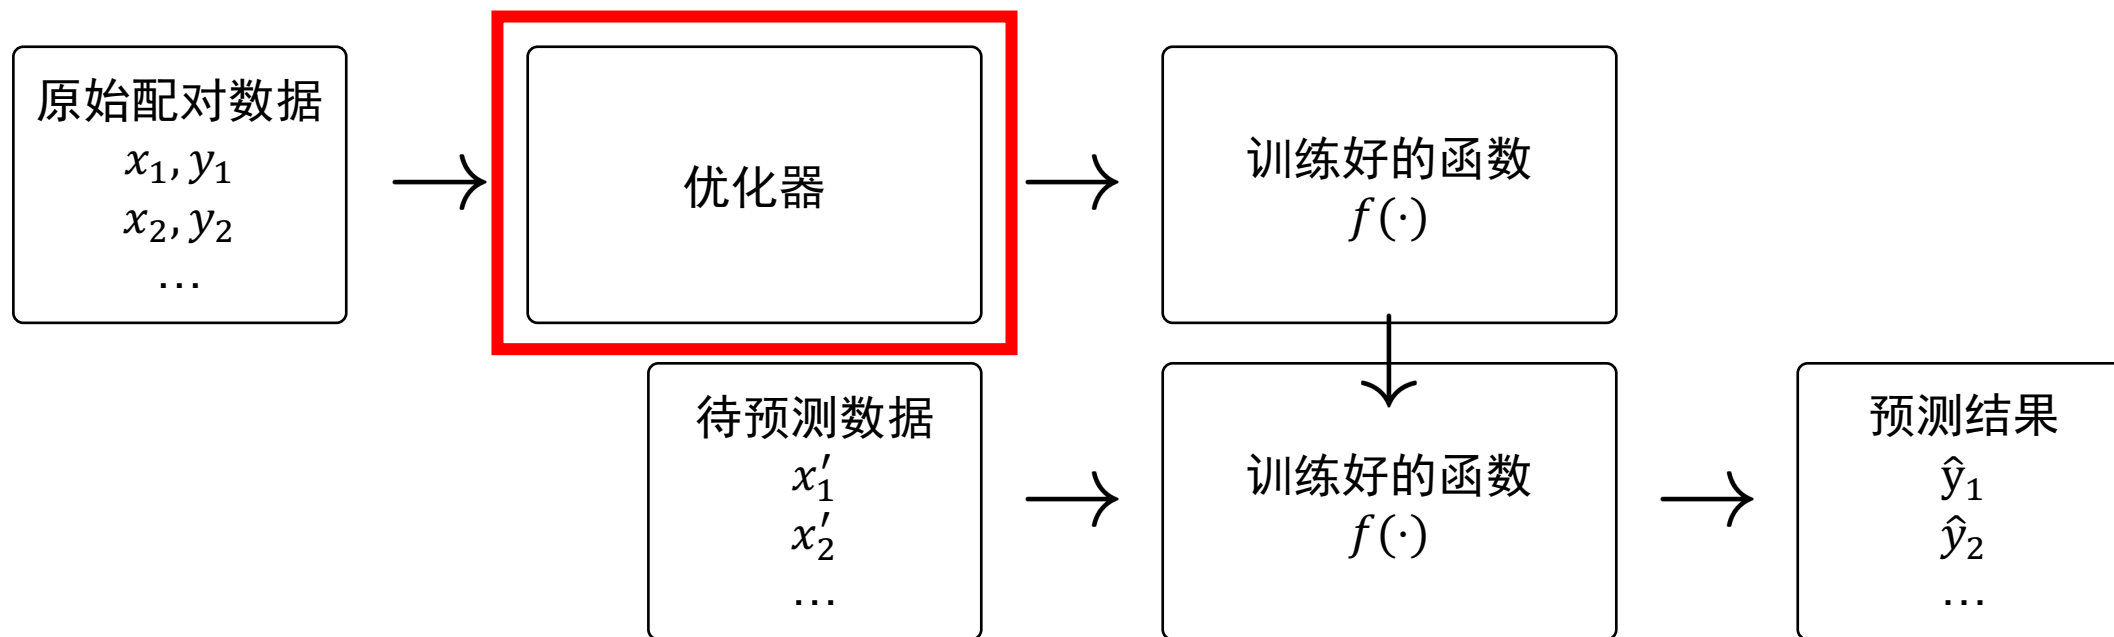 原始配对数据
x₁, y₁
x₂, y₂
…
优化器
训练好的函数
f(·)
待预测数据
x′₁
x′₂
…
训练好的函数
f(·)
预测结果
ŷ₁
ŷ₂
…